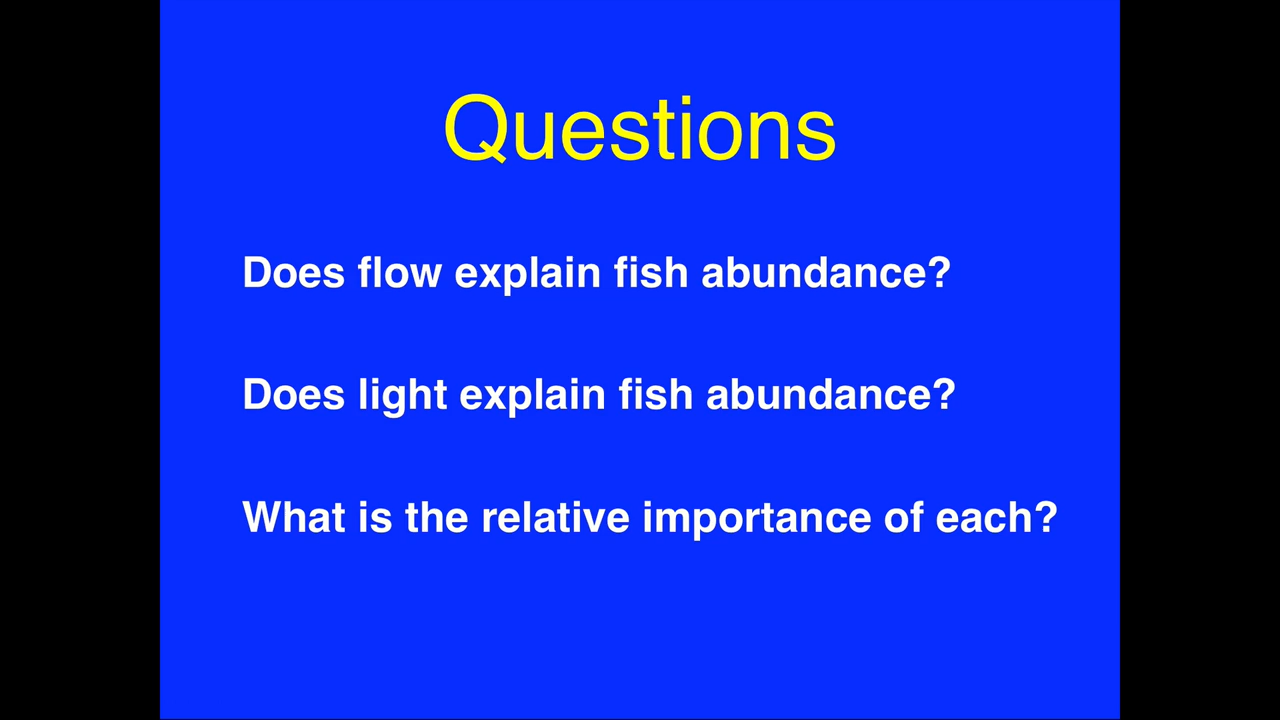 Questions
Does flow explain fish abundance?
Does light explain fish abundance?
What is the relative importance of each?